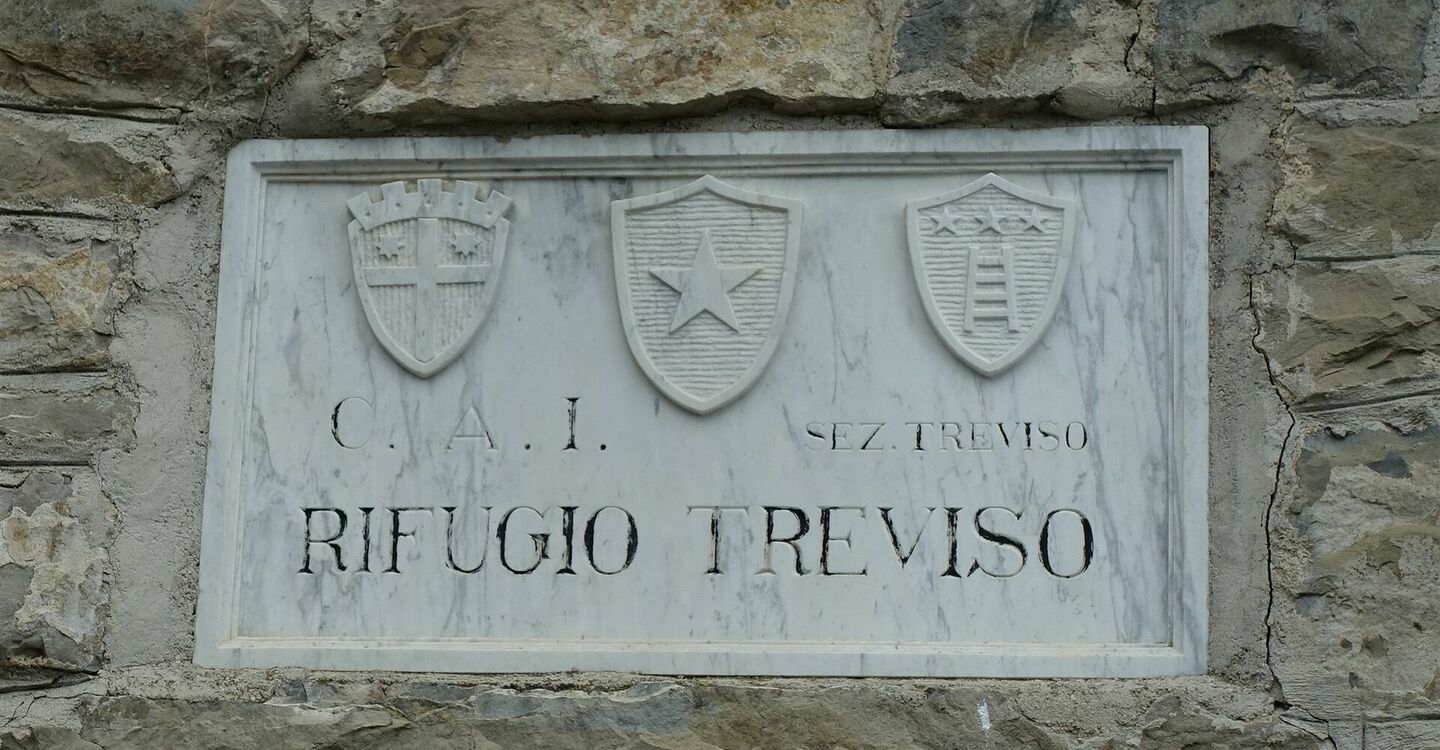 C. A. I. SEZ. TREVISO
RIFUGIO TREVISO